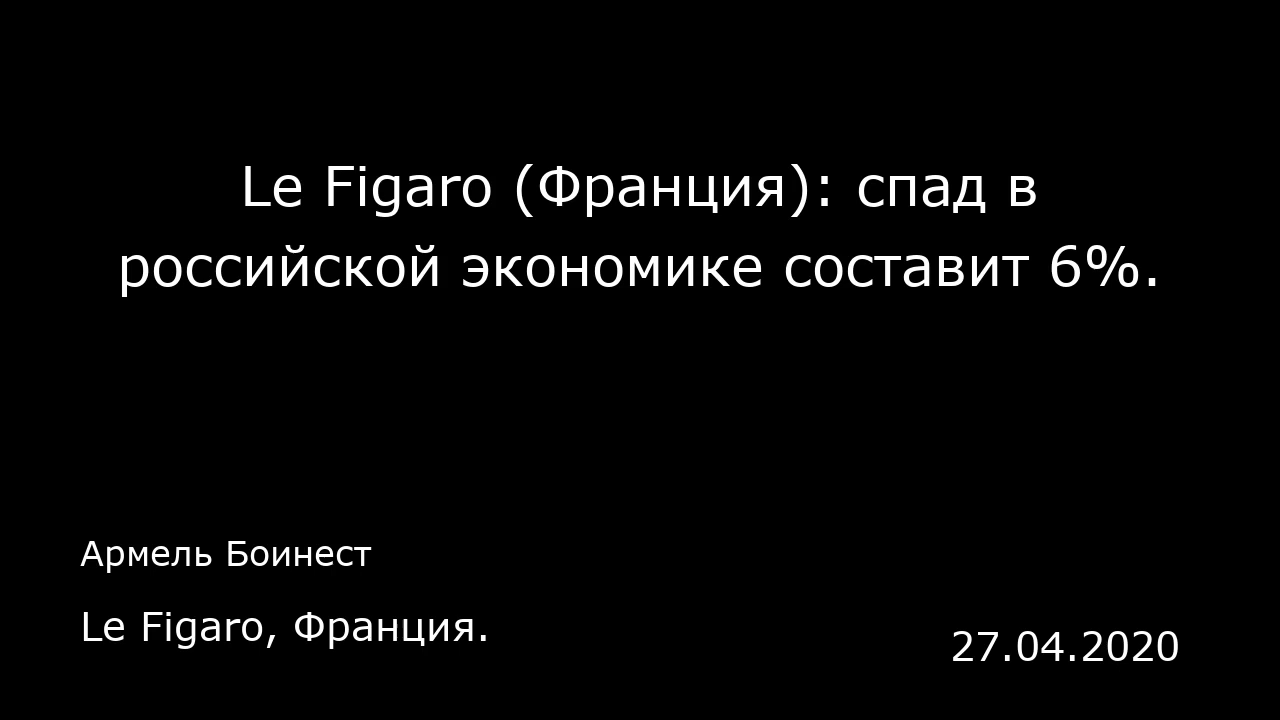 Le Figaro (Франция): спад в
российской экономике составит 6%.
Армель Боинест
Le Figaro, Франция.
27.04.2020